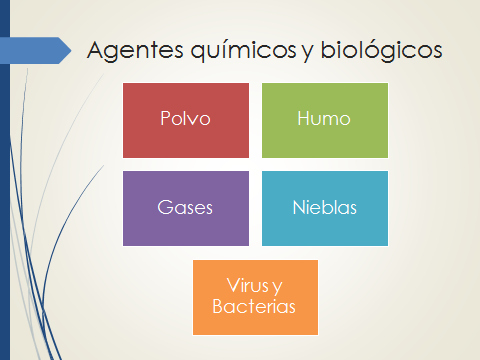 Agentes químicos y biológicos
Polvo
Humo
Gases
Nieblas
Virus y
Bacterias